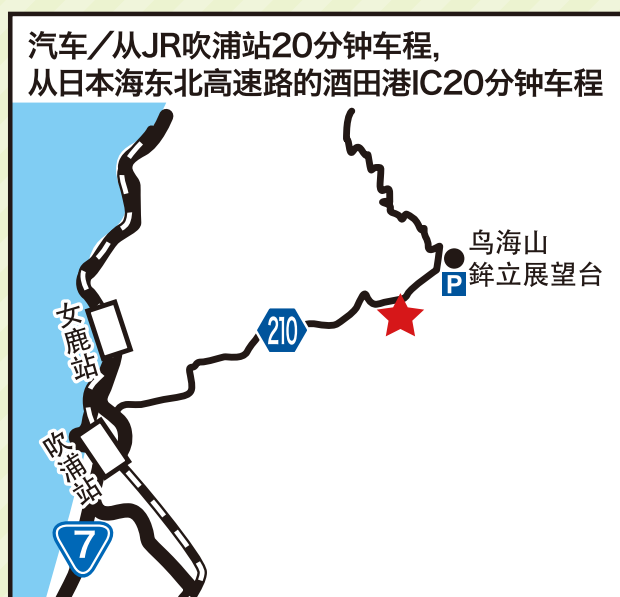 汽车／从JR吹浦站20分钟车程,
从日本海东北高速路的酒田港IC20分钟车程
鸟海山
P
鉾立展望台
210
女鹿站
吹浦站
7